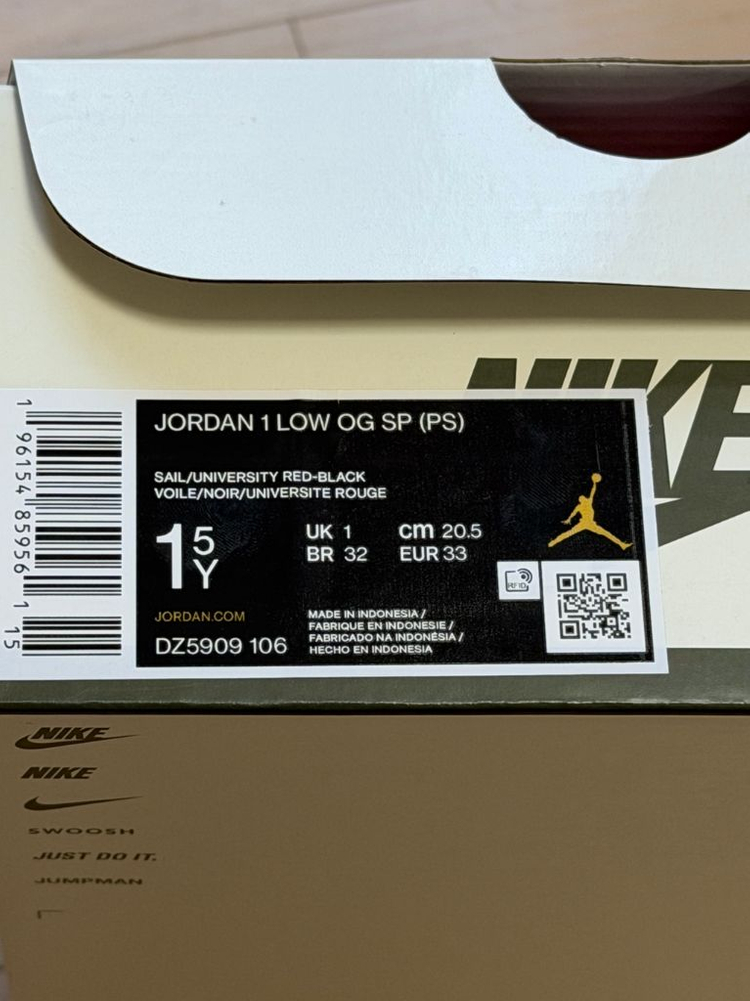 NIKE
1 96154 85956 1 15
JORDAN 1 LOW OG SP (PS)
SAIL/UNIVERSITY RED-BLACK
VOILE/NOIR/UNIVERSITE ROUGE
1 5 Y
UK 1 cm 20.5
BR 32 EUR 33
RFID
JORDAN.COM
DZ5909 106
MADE IN INDONESIA /
FABRIQUE EN INDONESIE /
FABRICADO NA INDONÉSIA /
HECHO EN INDONESIA
NIKE
NIKE
SWOOSH
JUST DO IT.
JUMPMAN